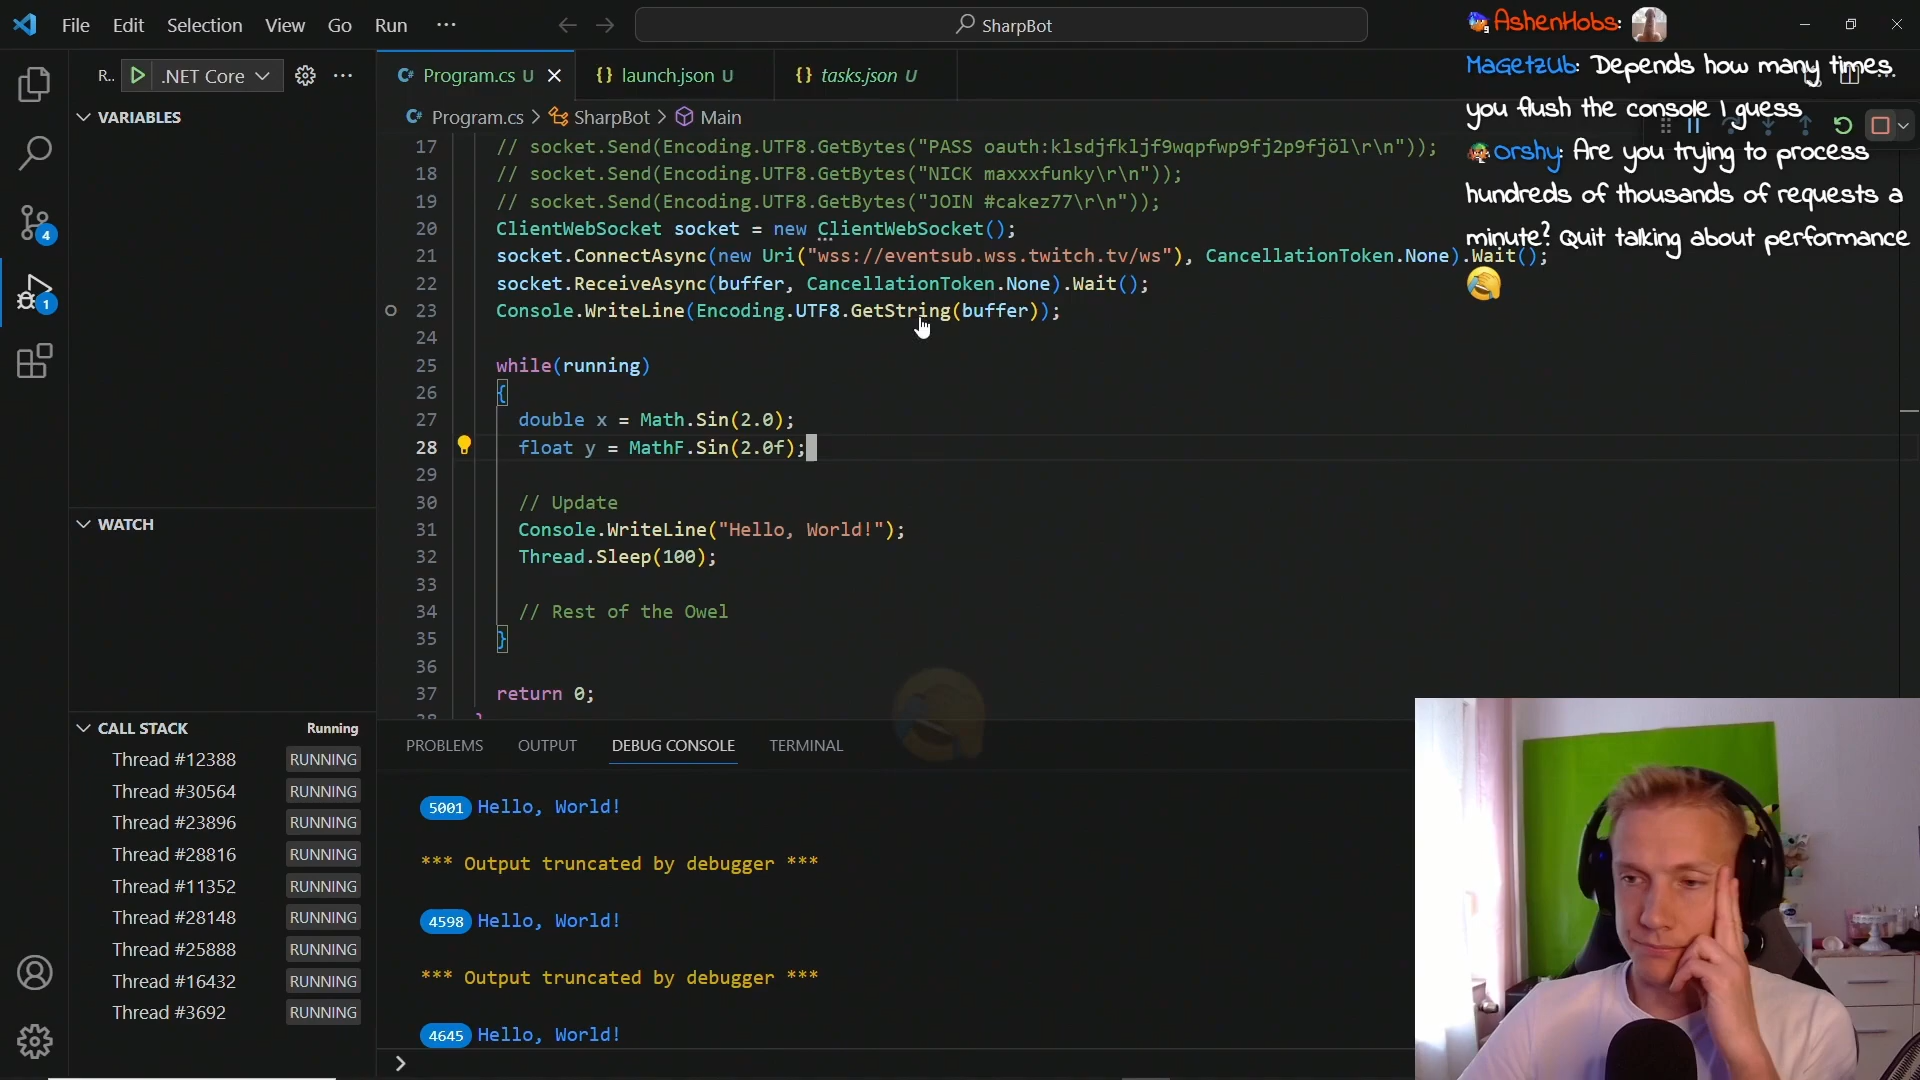 File Edit Selection View Go Run ...
SharpBot
AshenHobs:
MaGetzUb: Depends how many times
you flush the console I guess
Orshy: Are you trying to process
hundreds of thousands of requests a
minute? Quit talking about performance
R.. .NET Core
VARIABLES
WATCH
CALL STACK Running
Thread #12388 RUNNING
Thread #30564 RUNNING
Thread #23896 RUNNING
Thread #28816 RUNNING
Thread #11352 RUNNING
Thread #28148 RUNNING
Thread #25888 RUNNING
Thread #16432 RUNNING
Thread #3692 RUNNING
4
1
Program.cs U launch.json U tasks.json U
Program.cs > SharpBot > Main
17 // socket.Send(Encoding.UTF8.GetBytes("PASS oauth:klsdjfkljf9wqpfwp9fj2p9fjöl\r\n"));
18 // socket.Send(Encoding.UTF8.GetBytes("NICK maxxxfunky\r\n"));
19 // socket.Send(Encoding.UTF8.GetBytes("JOIN #cakez77\r\n"));
20 ClientWebSocket socket = new ClientWebSocket();
21 socket.ConnectAsync(new Uri("wss://eventsub.wss.twitch.tv/ws"), CancellationToken.None).Wait();
22 socket.ReceiveAsync(buffer, CancellationToken.None).Wait();
23 Console.WriteLine(Encoding.UTF8.GetString(buffer));
24
25 while(running)
26 {
27 double x = Math.Sin(2.0);
28 float y = MathF.Sin(2.0f);
29
30 // Update
31 Console.WriteLine("Hello, World!");
32 Thread.Sleep(100);
33
34 // Rest of the Owel
35 }
36
37 return 0;
38 }
PROBLEMS OUTPUT DEBUG CONSOLE TERMINAL
5001 Hello, World!
*** Output truncated by debugger ***
4598 Hello, World!
*** Output truncated by debugger ***
4645 Hello, World!